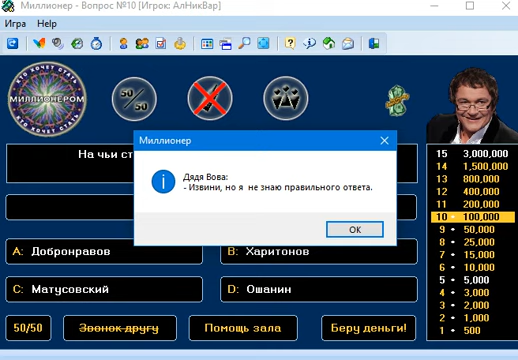 Миллионер - Вопрос №10 [Игрок: АлНикВар]
Игра Help
КТО ХОЧЕТ СТАТЬ
МИЛЛИОНЕРОМ
КТО ХОЧЕТ СТАТЬ
50/50
На чьи ст
Миллионер
Дядя Вова:
- Извини, но я не знаю правильного ответа.
OK
A: Добронравов
B: Харитонов
C: Матусовский
D: Ошанин
50/50
Звонок другу
Помощь зала
Беру деньги!
15 3,000,000
14 1,500,000
13 800,000
12 400,000
11 200,000
10 100,000
9 50,000
8 25,000
7 15,000
6 10,000
5 5,000
4 3,000
3 2,000
2 1,000
1 500